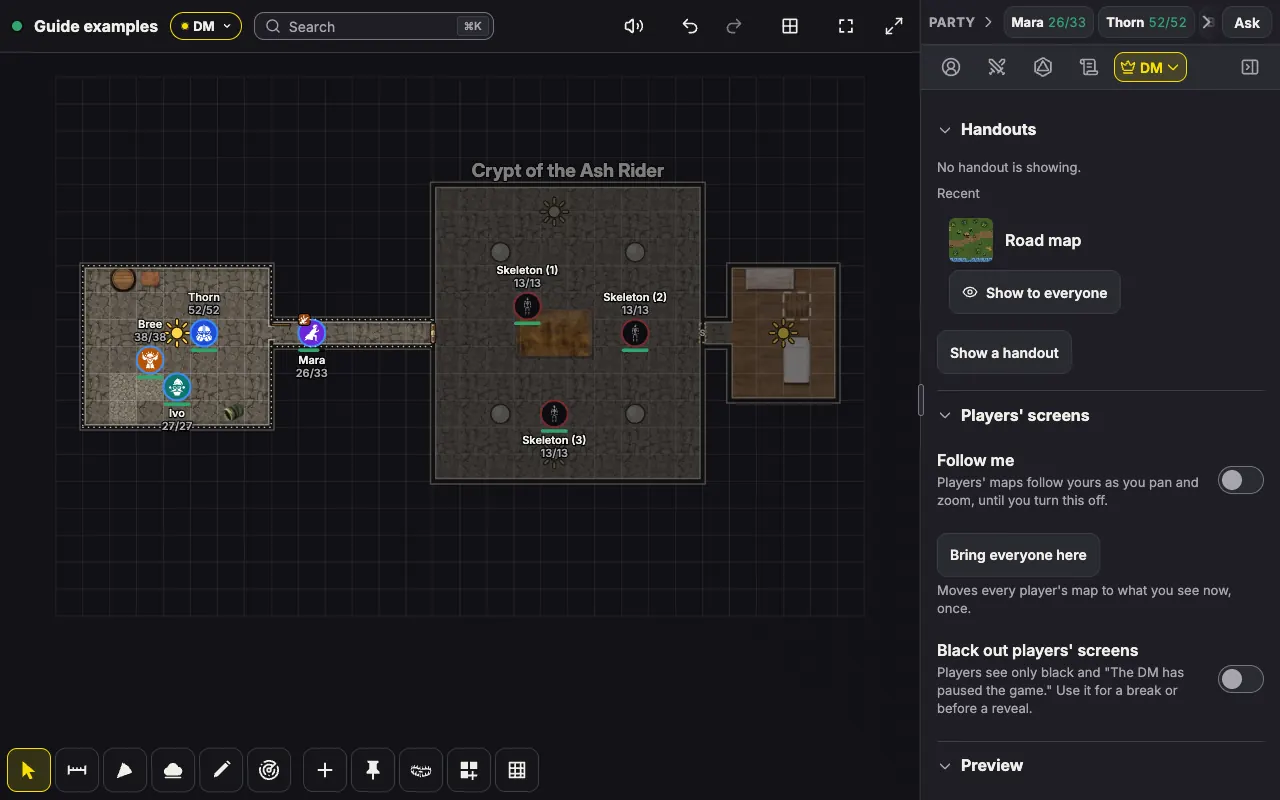 Guide examples
DM
Search
⌘K
PARTY
Mara 26/33
Thorn 52/52
Ask
DM
Handouts
No handout is showing.
Recent
Road map
Show to everyone
Show a handout
Players' screens
Follow me
Players' maps follow yours as you pan and
zoom, until you turn this off.
Bring everyone here
Moves every player's map to what you see now,
once.
Black out players' screens
Players see only black and "The DM has
paused the game." Use it for a break or
before a reveal.
Preview
Crypt of the Ash Rider
Skeleton (1)
13/13
Skeleton (2)
13/13
Skeleton (3)
13/13
Thorn
52/52
Bree
38/38
Mara
26/33
Ivo
27/27
S